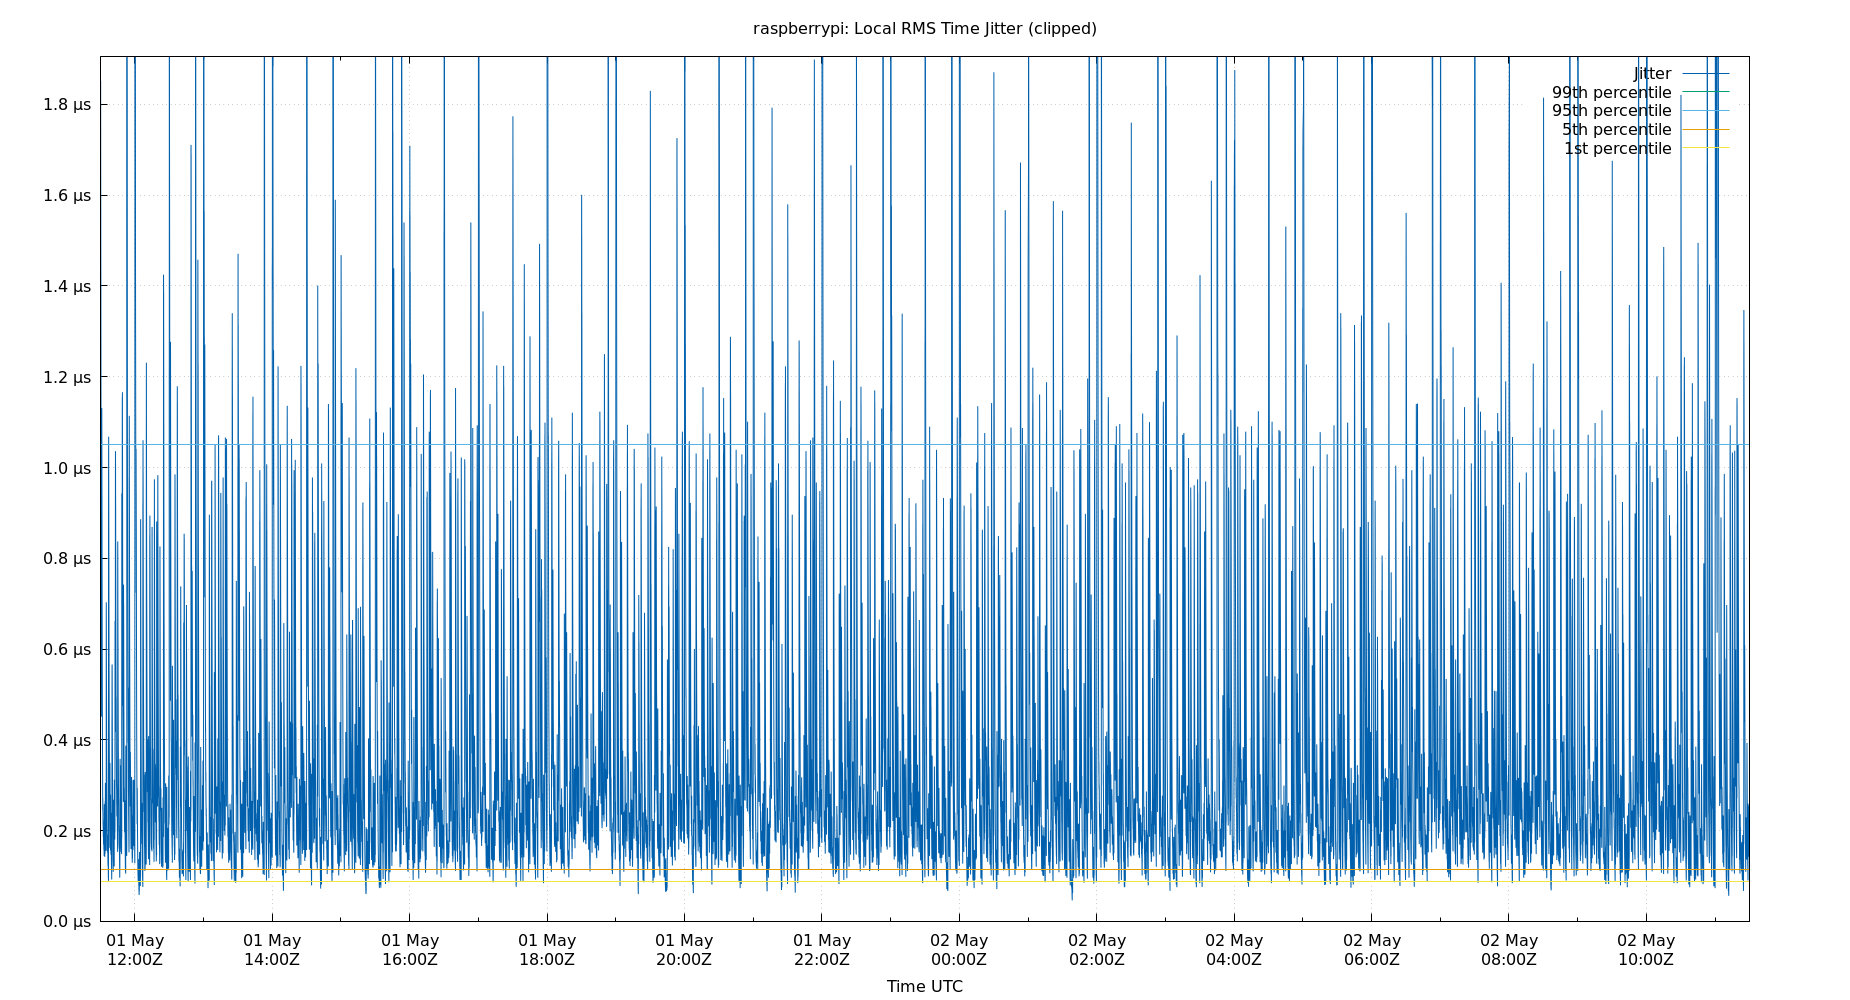 raspberrypi: Local RMS Time Jitter (clipped)
Jitter
99th percentile
95th percentile
5th percentile
1st percentile
1.8 µs
1.6 µs
1.4 µs
1.2 µs
1.0 µs
0.8 µs
0.6 µs
0.4 µs
0.2 µs
0.0 µs
01 May 01 May 01 May 01 May 01 May 01 May 02 May 02 May 02 May 02 May 02 May 02 May
12:00Z 14:00Z 16:00Z 18:00Z 20:00Z 22:00Z 00:00Z 02:00Z 04:00Z 06:00Z 08:00Z 10:00Z
Time UTC